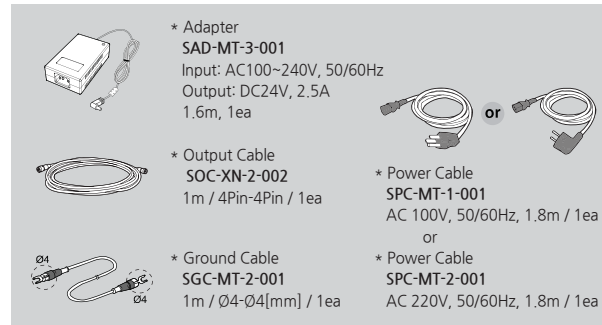 * Adapter
SAD-MT-3-001
Input: AC100~240V, 50/60Hz
Output: DC24V, 2.5A
1.6m, 1ea
* Output Cable
SOC-XN-2-002
1m / 4Pin-4Pin / 1ea
Ø4
Ø4
* Ground Cable
SGC-MT-2-001
1m / Ø4-Ø4[mm] / 1ea
or
* Power Cable
SPC-MT-1-001
AC 100V, 50/60Hz, 1.8m / 1ea
or
* Power Cable
SPC-MT-2-001
AC 220V, 50/60Hz, 1.8m / 1ea